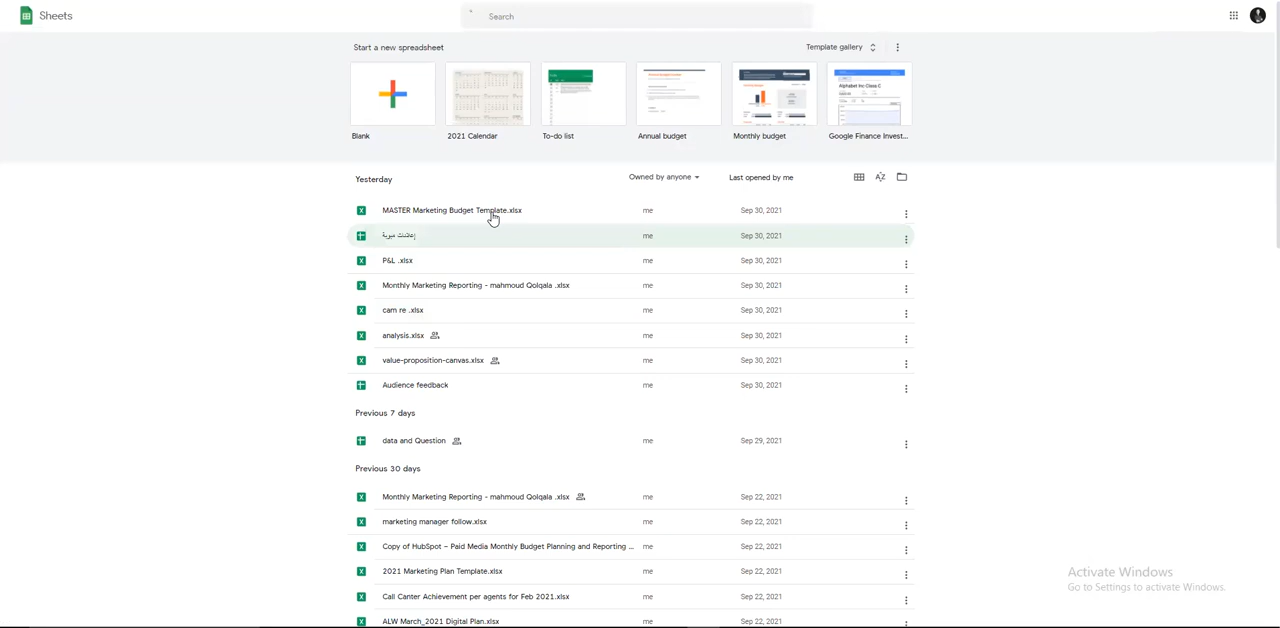 Sheets
Search
Start a new spreadsheet
Template gallery
Blank
2021 Calendar
To-do list
Annual budget
Monthly budget
Google Finance Invest...
Yesterday
Owned by anyone
Last opened by me
MASTER Marketing Budget Template.xlsx me Sep 30, 2021
إعلانات مبوبة me Sep 30, 2021
P&L .xlsx me Sep 30, 2021
Monthly Marketing Reporting - mahmoud Qolqala .xlsx me Sep 30, 2021
cam re .xlsx me Sep 30, 2021
analysis.xlsx me Sep 30, 2021
value-proposition-canvas.xlsx me Sep 30, 2021
Audience feedback me Sep 30, 2021
Previous 7 days
data and Question me Sep 29, 2021
Previous 30 days
Monthly Marketing Reporting - mahmoud Qolqala .xlsx me Sep 22, 2021
marketing manager follow.xlsx me Sep 22, 2021
Copy of HubSpot – Paid Media Monthly Budget Planning and Reporting ... me Sep 22, 2021
2021 Marketing Plan Template.xlsx me Sep 22, 2021
Call Canter Achievement per agents for Feb 2021.xlsx me Sep 22, 2021
ALW March_2021 Digital Plan.xlsx me Sep 22, 2021
Activate Windows
Go to Settings to activate Windows.